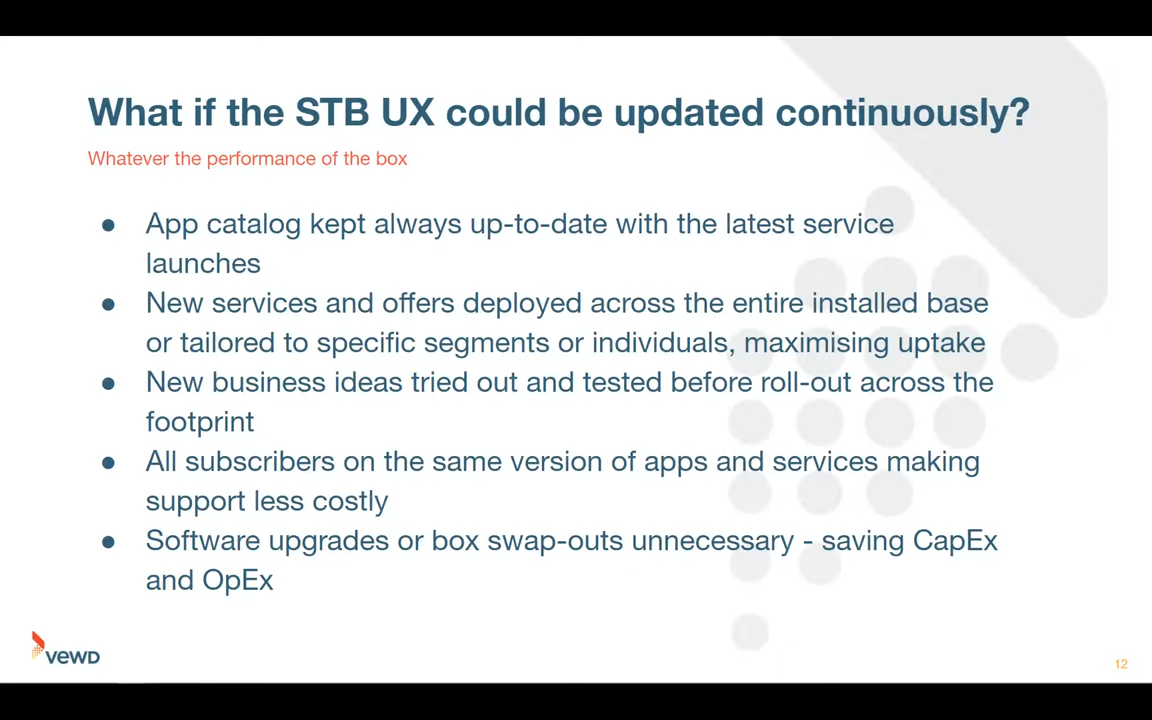 What if the STB UX could be updated continuously?
Whatever the performance of the box
● App catalog kept always up-to-date with the latest service
launches
● New services and offers deployed across the entire installed base
or tailored to specific segments or individuals, maximising uptake
● New business ideas tried out and tested before roll-out across the
footprint
● All subscribers on the same version of apps and services making
support less costly
● Software upgrades or box swap-outs unnecessary - saving CapEx
and OpEx
vewd
12